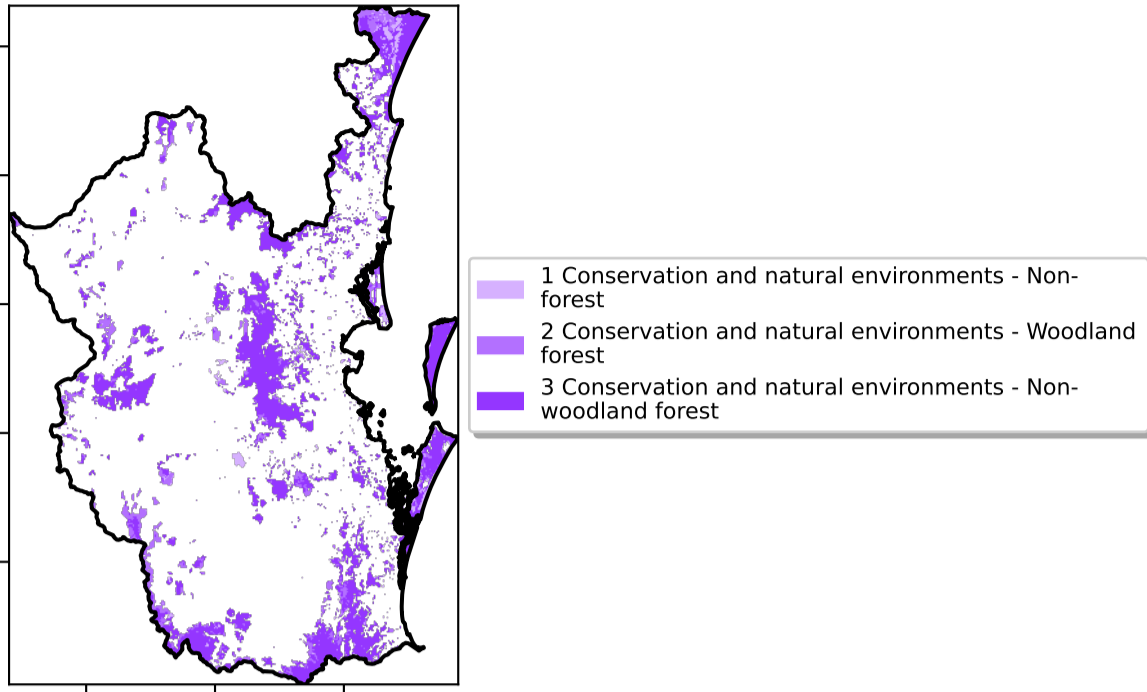 1 Conservation and natural environments - Non-
forest
2 Conservation and natural environments - Woodland
forest
3 Conservation and natural environments - Non-
woodland forest